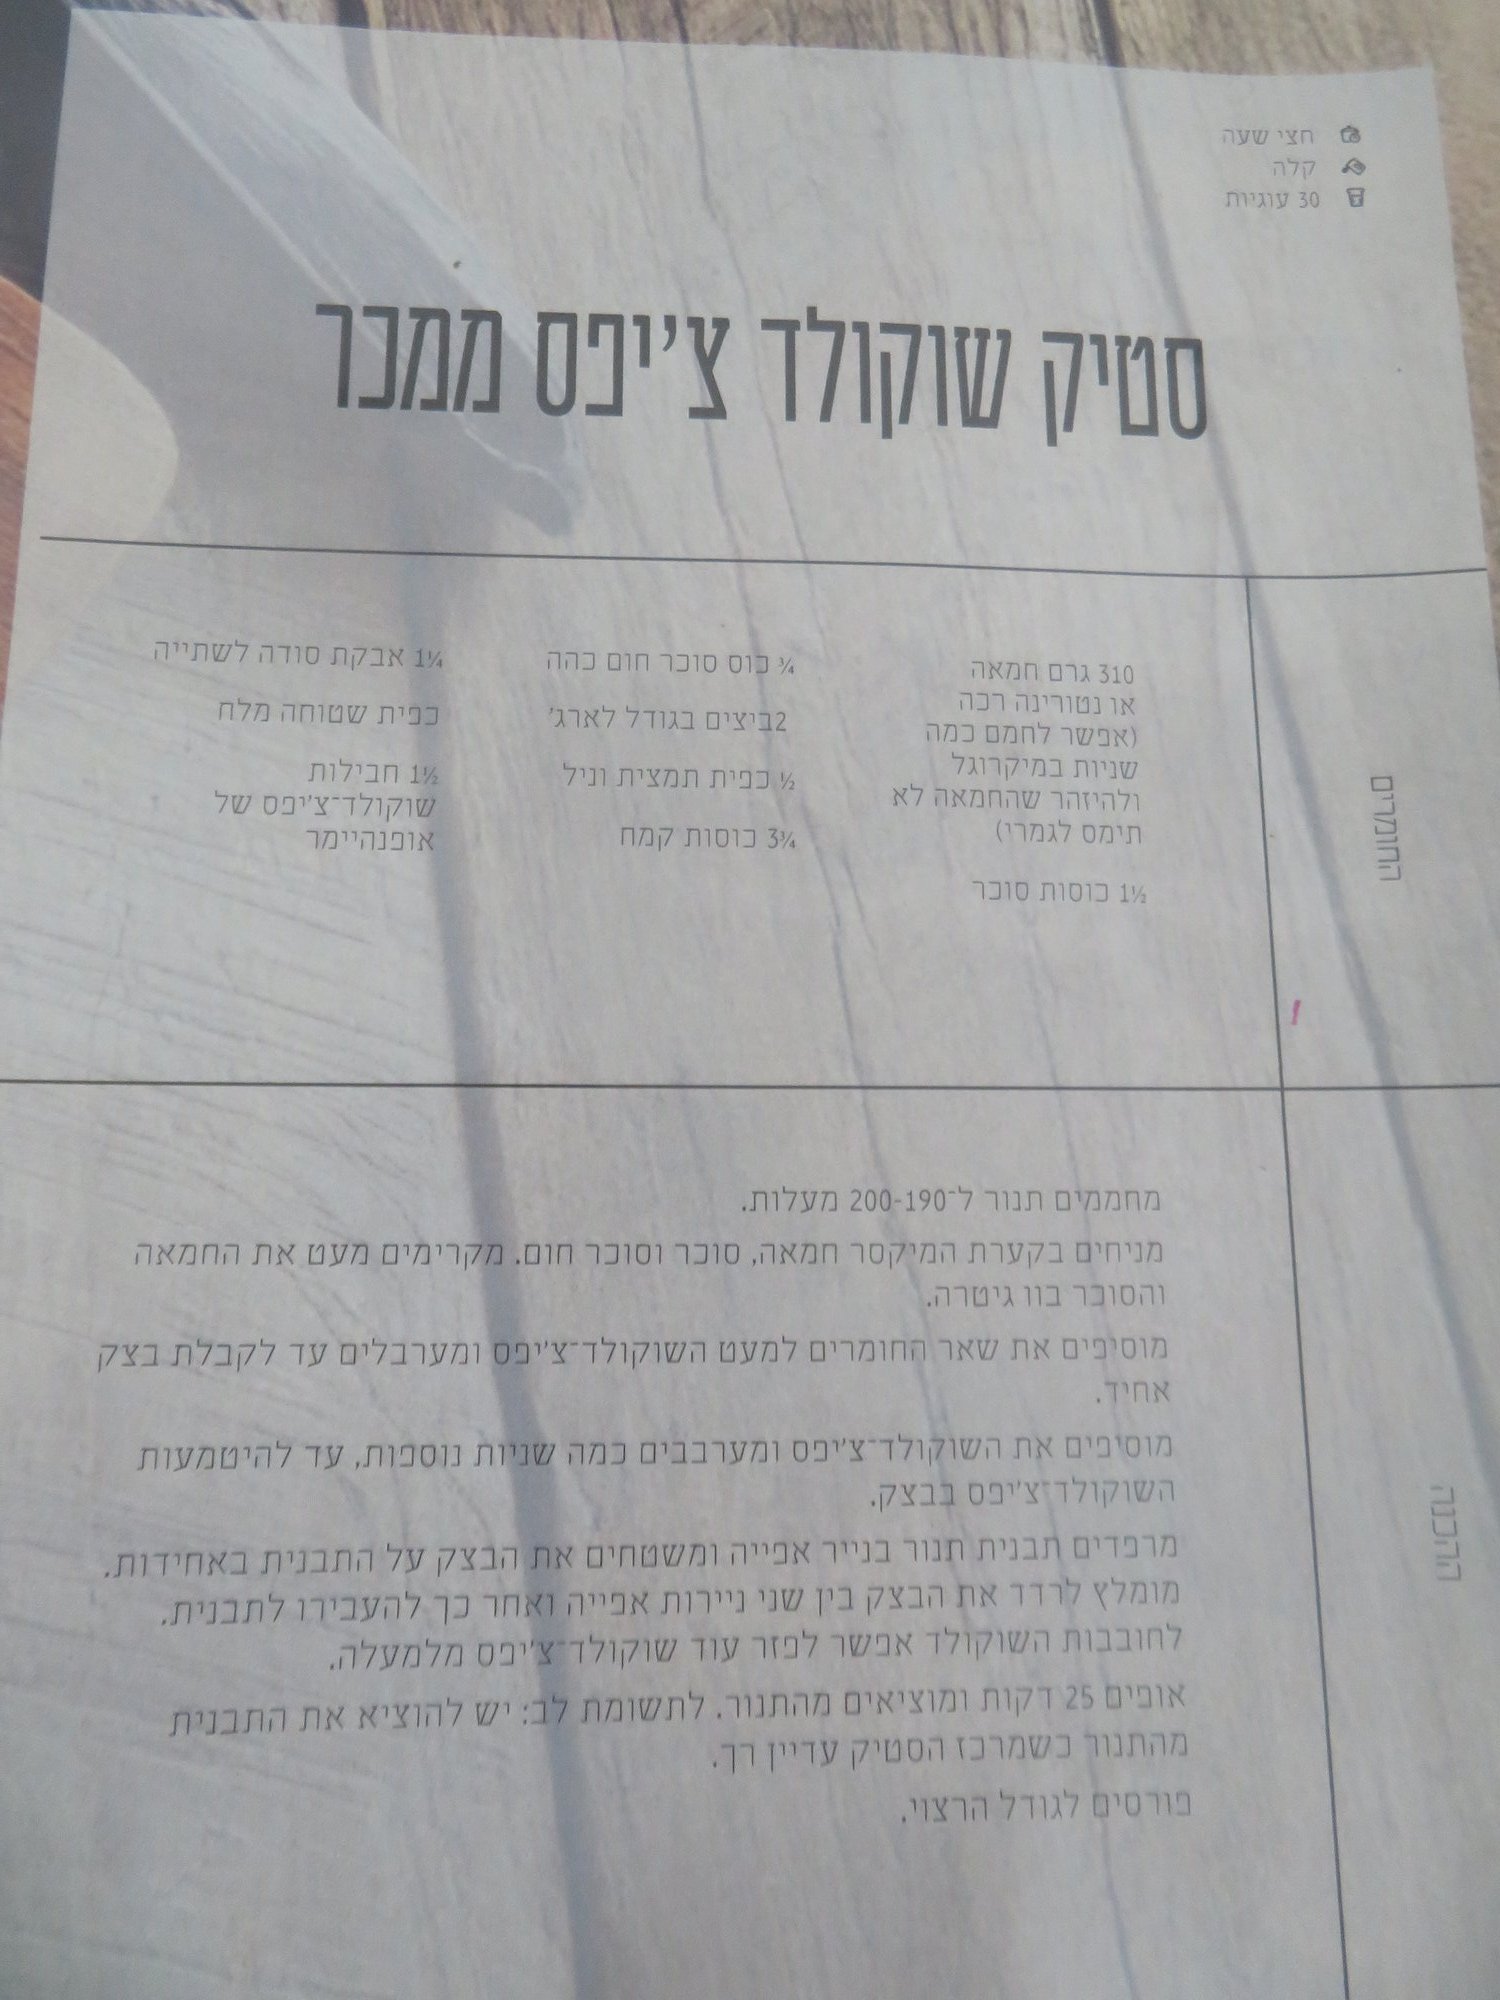 חצי שעה
קלה
30 עוגיות
סטיק שוקולד צ'יפס ממכר
החומרים
310 גרם חמאה
או נטורינה רכה
(אפשר לחמם כמה
שניות במיקרוגל
ולהיזהר שהחמאה לא
תימס לגמרי)
1½ כוסות סוכר
¾ כוס סוכר חום כהה
2ביצים בגודל לארג'
½ כפית תמצית וניל
3¾ כוסות קמח
1¼ אבקת סודה לשתייה
כפית שטוחה מלח
1½ חבילות
שוקולד־צ'יפס של
אופנהיימר
הכנה
מחממים תנור ל־200-190 מעלות.
מניחים בקערת המיקסר חמאה, סוכר וסוכר חום. מקרימים מעט את החמאה
והסוכר בוו גיטרה.
מוסיפים את שאר החומרים למעט השוקולד־צ'יפס ומערבלים עד לקבלת בצק
אחיד.
מוסיפים את השוקולד־צ'יפס ומערבבים כמה שניות נוספות, עד להיטמעות
השוקולד־צ'יפס בבצק.
מרפדים תבנית תנור בנייר אפייה ומשטחים את הבצק על התבנית באחידות.
מומלץ לרדד את הבצק בין שני ניירות אפייה ואחר כך להעבירו לתבנית.
לחובבות השוקולד אפשר לפזר עוד שוקולד־צ'יפס מלמעלה.
אופים 25 דקות ומוציאים מהתנור. לתשומת לב: יש להוציא את התבנית
מהתנור כשמרכז הסטיק עדיין רך.
פורסים לגודל הרצוי.